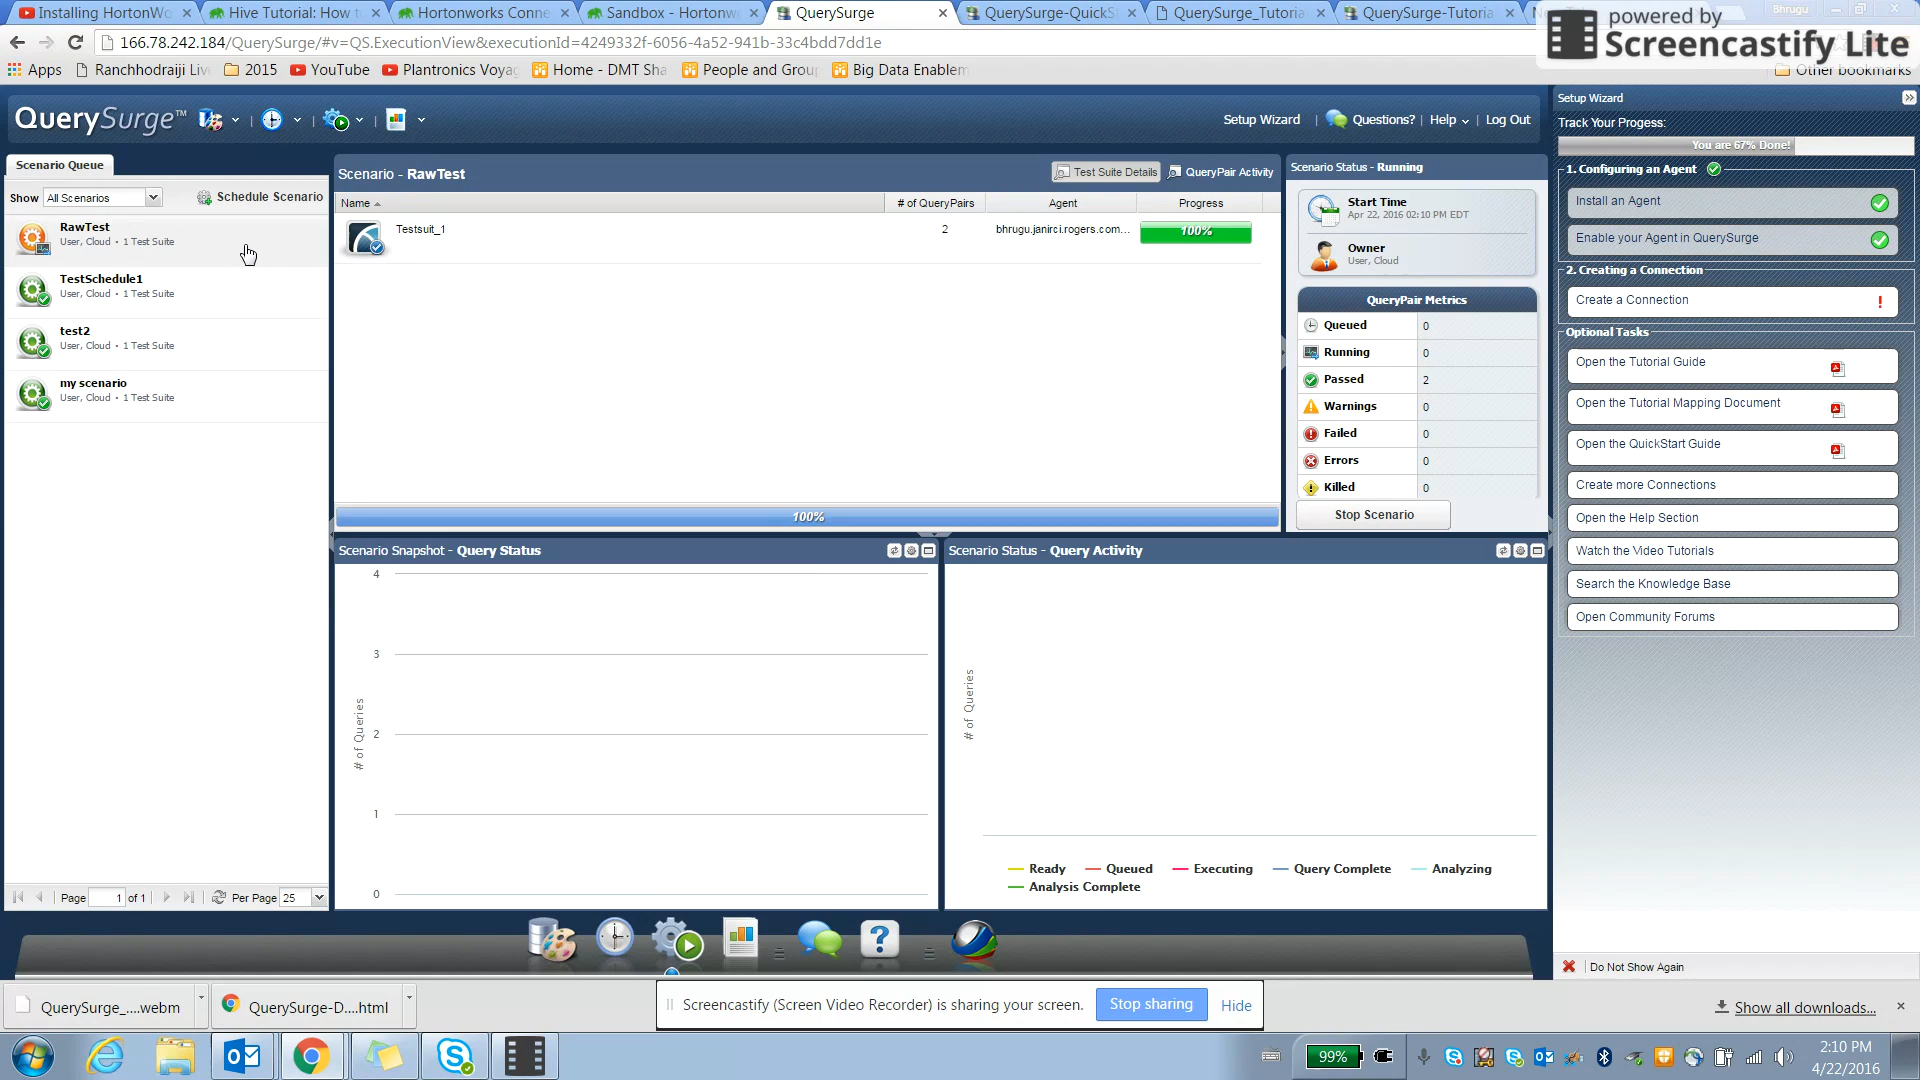 Installing HortonWo
Hive Tutorial: How t
Hortonworks Conne
Sandbox - Hortonw
QuerySurge
QuerySurge-QuickS
QuerySurge_Tutoria
QuerySurge-Tutoria
Bhrugu
powered by
Screencastify Lite
166.78.242.184/QuerySurge/#v=QS.ExecutionView&executionId=4249332f-6056-4a52-941b-33c4bdd7dd1e
Apps
Ranchhodraiji Liv
2015
YouTube
Plantronics Voyag
Home - DMT Sha
People and Group
Big Data Enablem
Other bookmarks
QuerySurge™
Setup Wizard
Questions?
Help
Log Out
Setup Wizard
Track Your Progess:
You are 67% Done!
1. Configuring an Agent
Install an Agent
Enable your Agent in QuerySurge
2. Creating a Connection
Create a Connection
Optional Tasks
Open the Tutorial Guide
Open the Tutorial Mapping Document
Open the QuickStart Guide
Create more Connections
Open the Help Section
Watch the Video Tutorials
Search the Knowledge Base
Open Community Forums
Do Not Show Again
Scenario Queue
Show
All Scenarios
Schedule Scenario
RawTest
User, Cloud • 1 Test Suite
TestSchedule1
User, Cloud • 1 Test Suite
test2
User, Cloud • 1 Test Suite
my scenario
User, Cloud • 1 Test Suite
Page 1 of 1
Per Page 25
Scenario - RawTest
Test Suite Details
QueryPair Activity
Name
# of QueryPairs
Agent
Progress
Testsuit_1
2
bhrugu.janirci.rogers.com...
100%
100%
Scenario Status - Running
Start Time
Apr 22, 2016 02:10 PM EDT
Owner
User, Cloud
QueryPair Metrics
Queued 0
Running 0
Passed 2
Warnings 0
Failed 0
Errors 0
Killed 0
Stop Scenario
Scenario Snapshot - Query Status
# of Queries
4
3
2
1
0
Scenario Status - Query Activity
# of Queries
Ready
Queued
Executing
Query Complete
Analyzing
Analysis Complete
QuerySurge_....webm
QuerySurge-D....html
Screencastify (Screen Video Recorder) is sharing your screen.
Stop sharing
Hide
Show all downloads...
99%
2:10 PM
4/22/2016